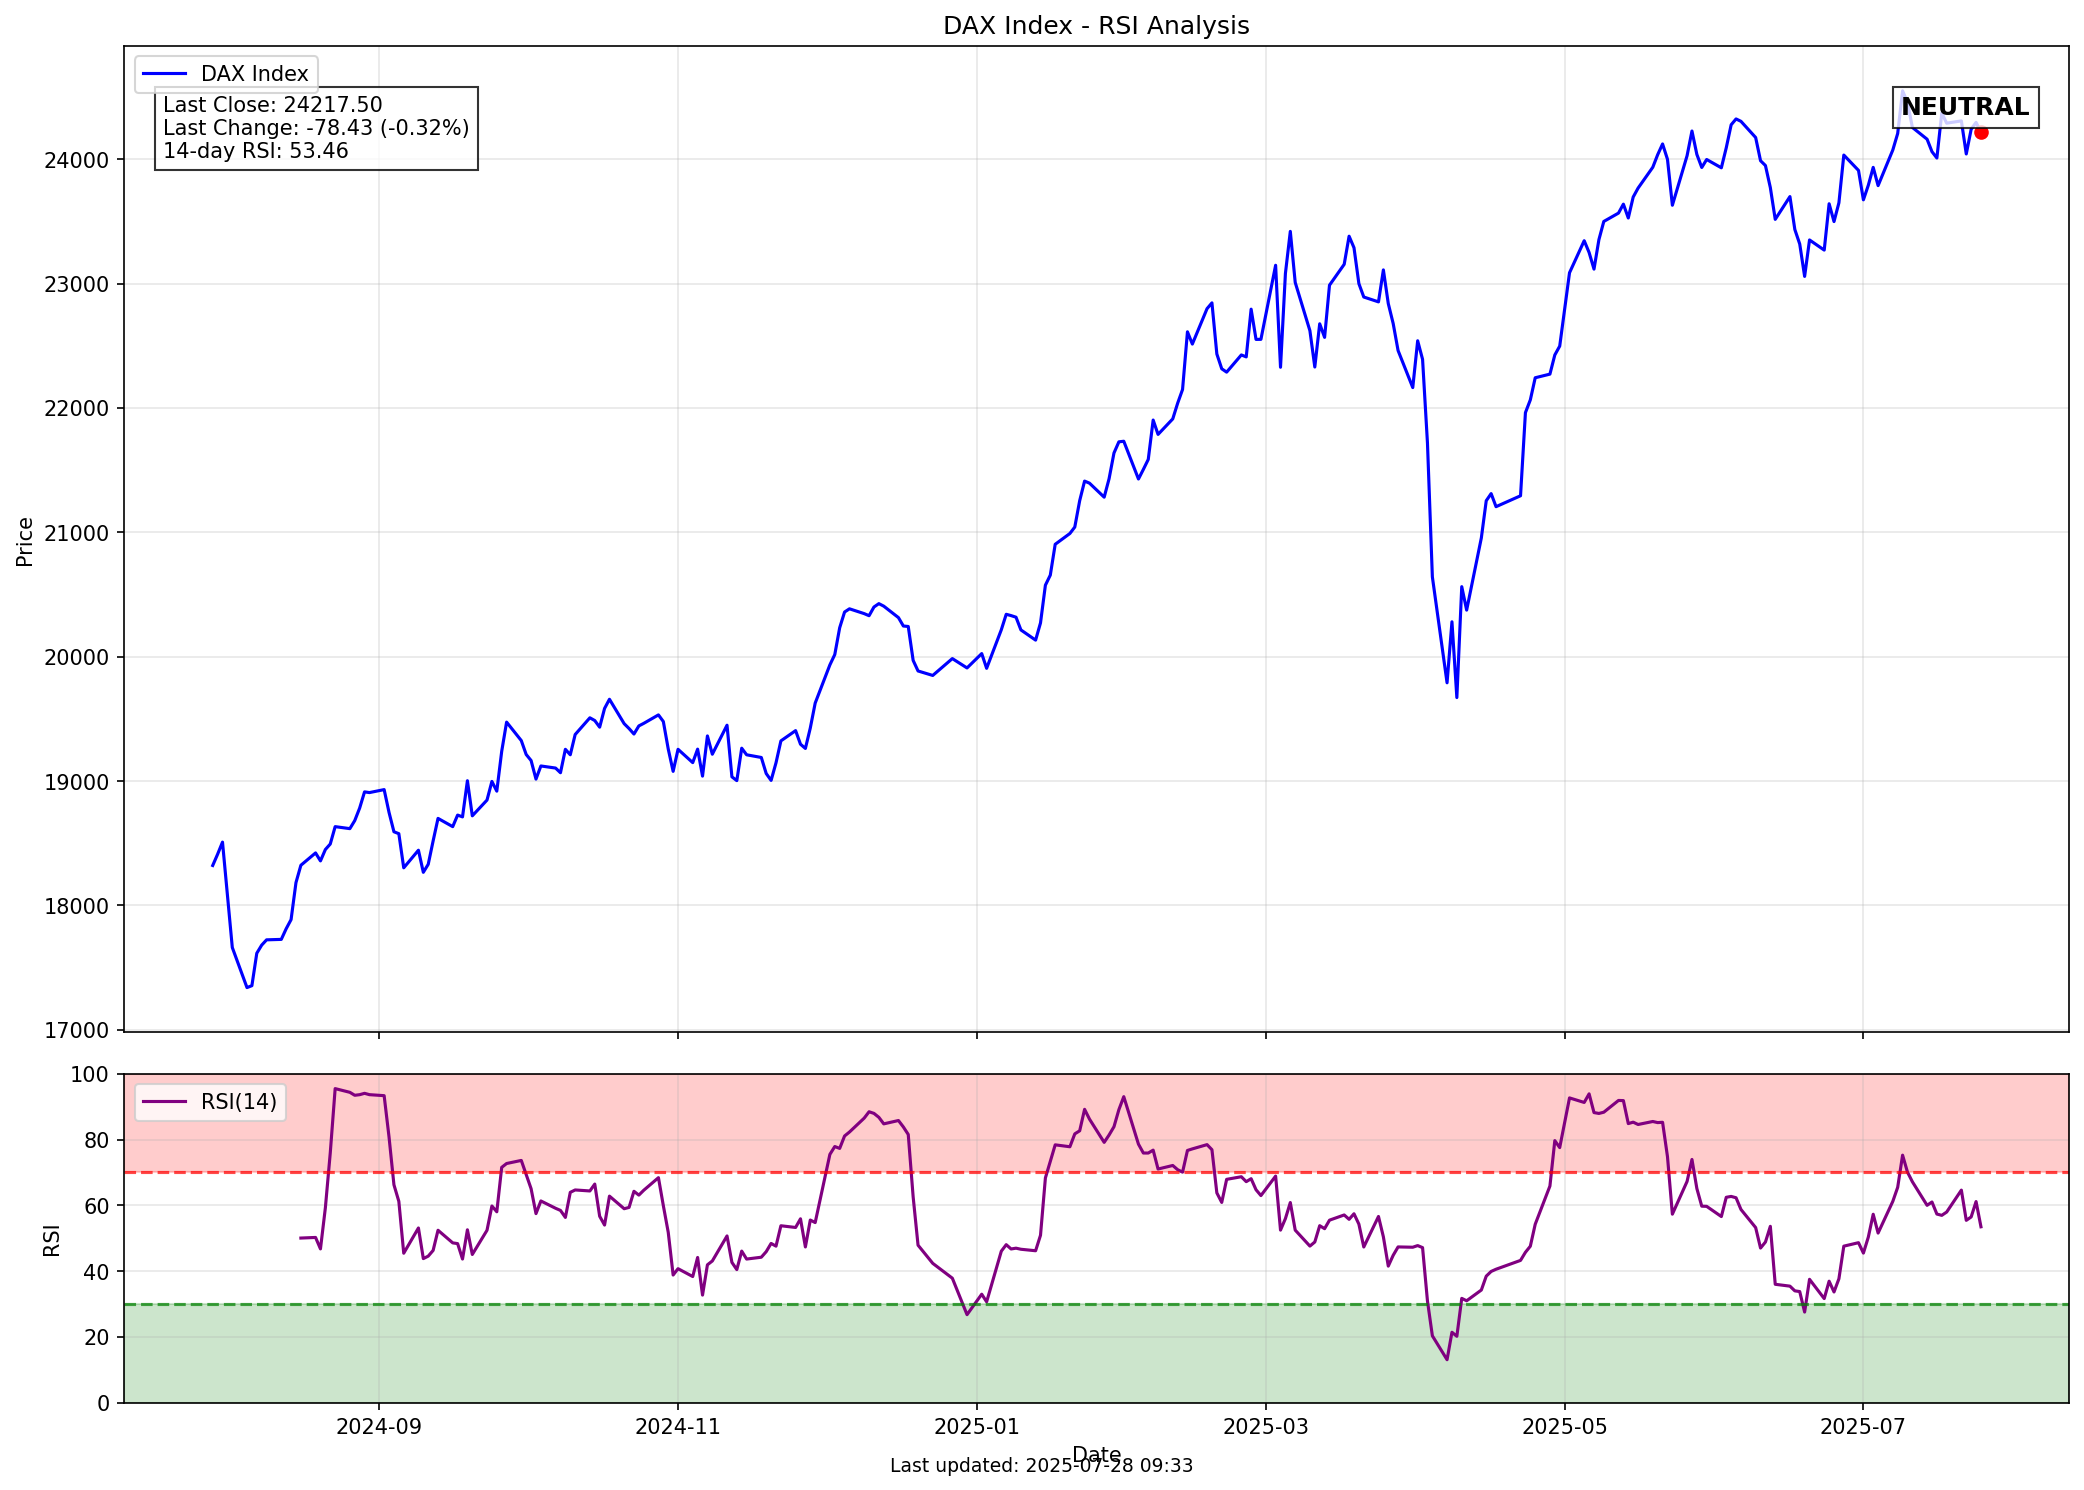 DAX Index - RSI Analysis
DAX Index
Last Close: 24217.50
Last Change: -78.43 (-0.32%)
14-day RSI: 53.46
NEUTRAL
Price
24000
23000
22000
21000
20000
19000
18000
17000
RSI(14)
RSI
100
80
60
40
20
0
2024-09
2024-11
2025-01
2025-03
2025-05
2025-07
Date
Last updated: 2025-07-28 09:33